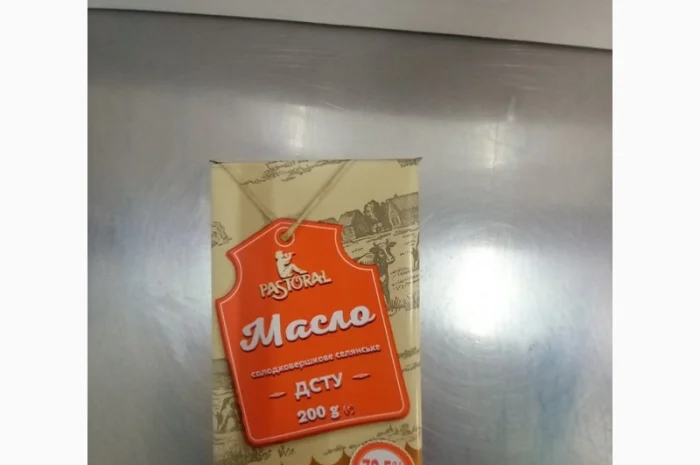 PASTORAL
Масло
солодковершкове селянське
ДСТУ
200 g